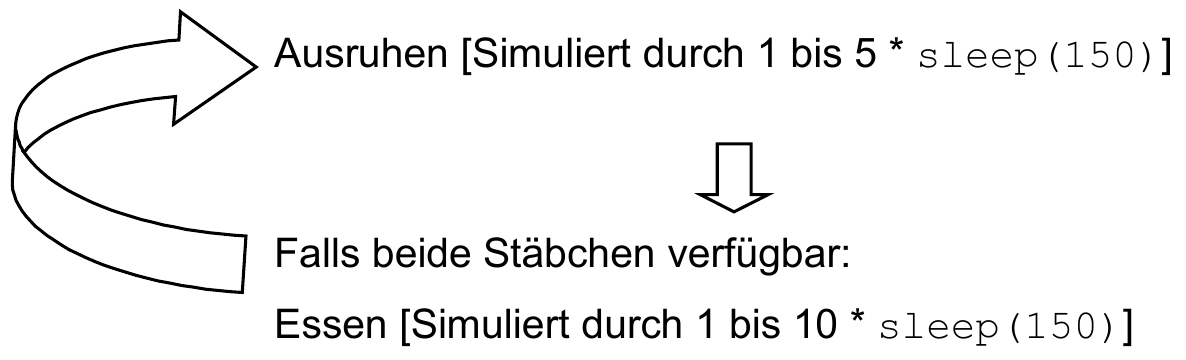 Ausruhen [Simuliert durch 1 bis 5 * sleep(150)]
Falls beide Stäbchen verfügbar:
Essen [Simuliert durch 1 bis 10 * sleep(150)]